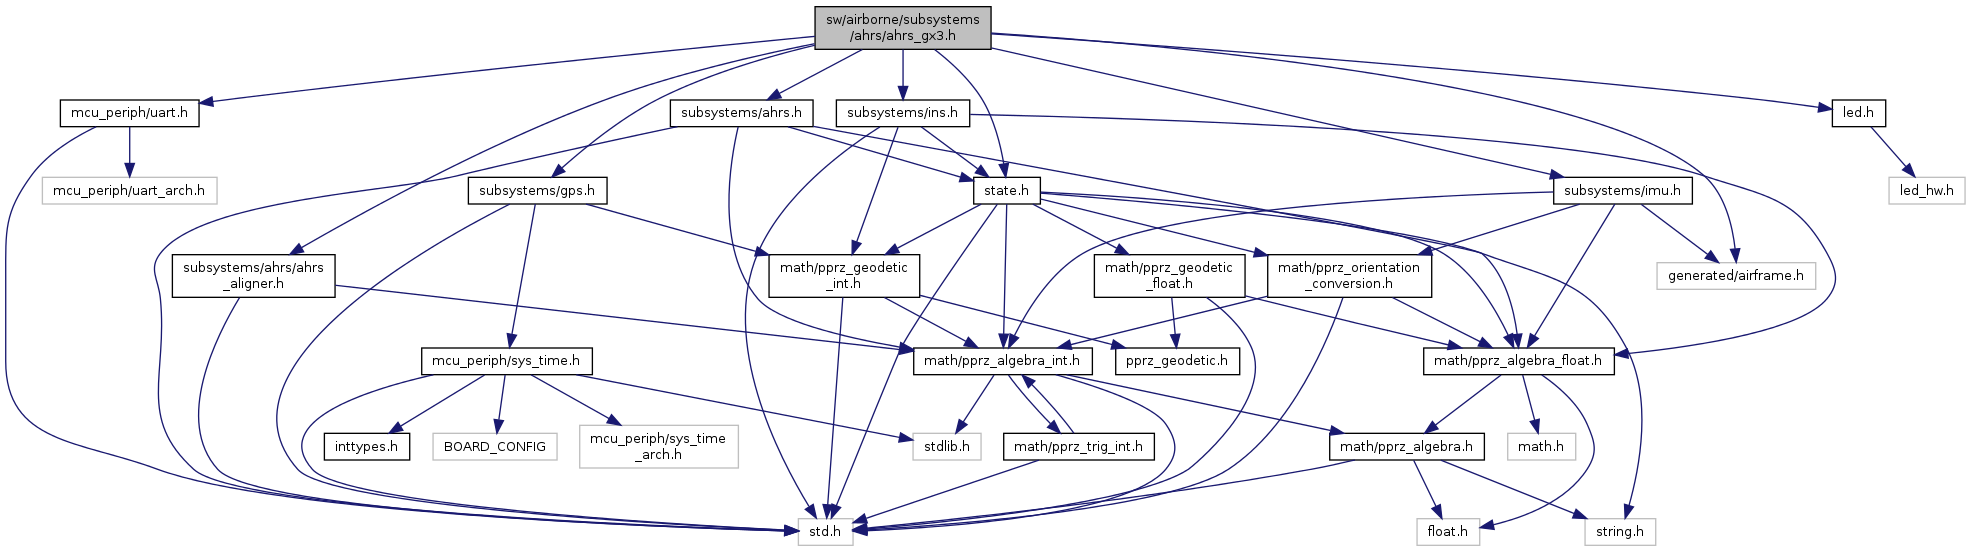 sw/airborne/subsystems
/ahrs/ahrs_gx3.h
mcu_periph/uart.h
subsystems/ahrs.h
subsystems/ins.h
led.h
mcu_periph/uart_arch.h
subsystems/gps.h
state.h
subsystems/imu.h
led_hw.h
subsystems/ahrs/ahrs
_aligner.h
math/pprz_geodetic
_int.h
math/pprz_geodetic
_float.h
math/pprz_orientation
_conversion.h
generated/airframe.h
mcu_periph/sys_time.h
math/pprz_algebra_int.h
pprz_geodetic.h
math/pprz_algebra_float.h
inttypes.h
BOARD_CONFIG
mcu_periph/sys_time
_arch.h
stdlib.h
math/pprz_trig_int.h
math/pprz_algebra.h
math.h
std.h
float.h
string.h